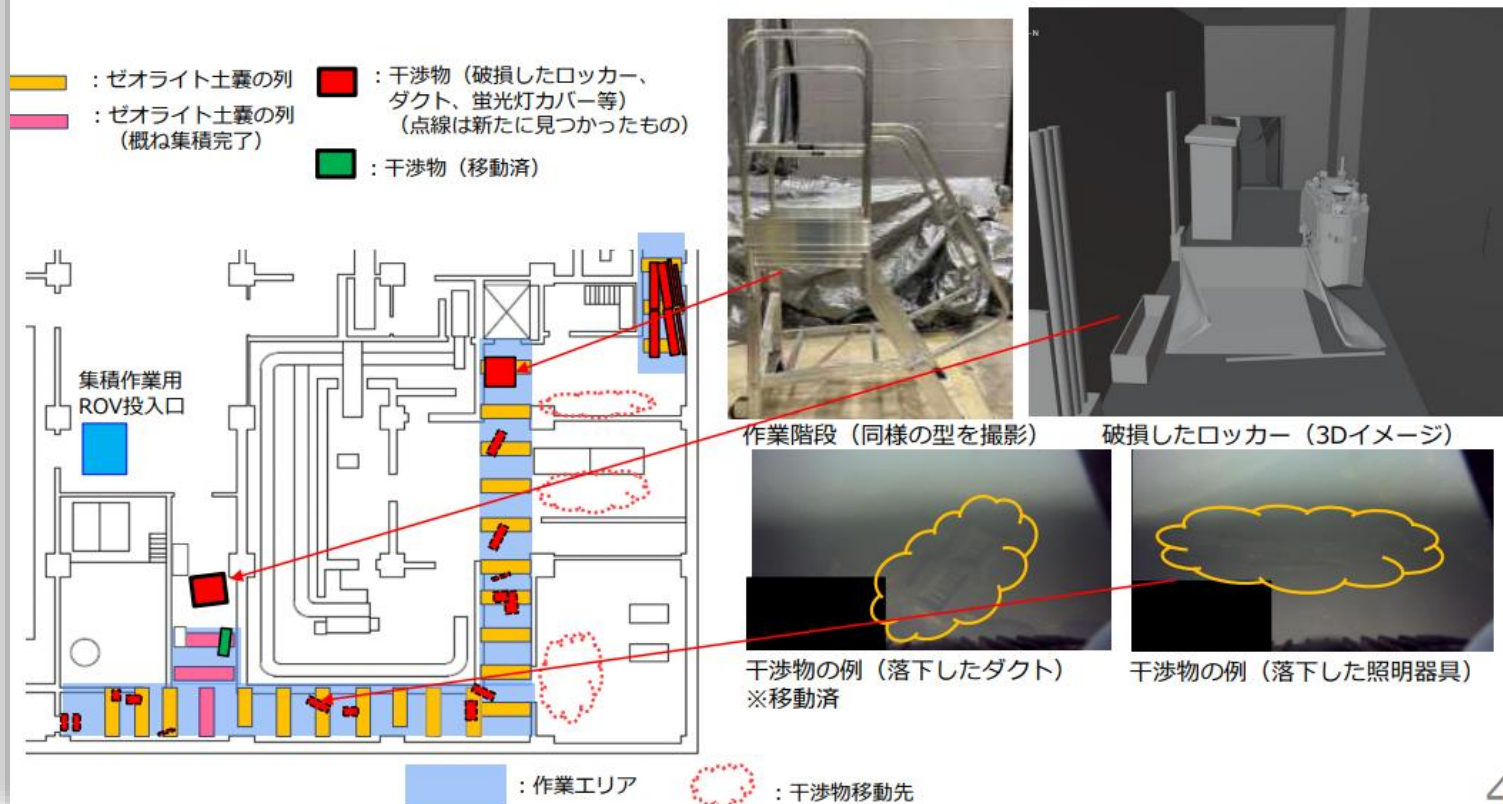 ：ゼオライト土嚢の列
：ゼオライト土嚢の列
（概ね集積完了）
：干渉物（破損したロッカー、
ダクト、蛍光灯カバー等）
（点線は新たに見つかったもの）
：干渉物（移動済）
-N
集積作業用
ROV投入口
作業階段（同様の型を撮影）
破損したロッカー（3Dイメージ）
干渉物の例（落下したダクト）
※移動済
干渉物の例（落下した照明器具）
：作業エリア
：干渉物移動先